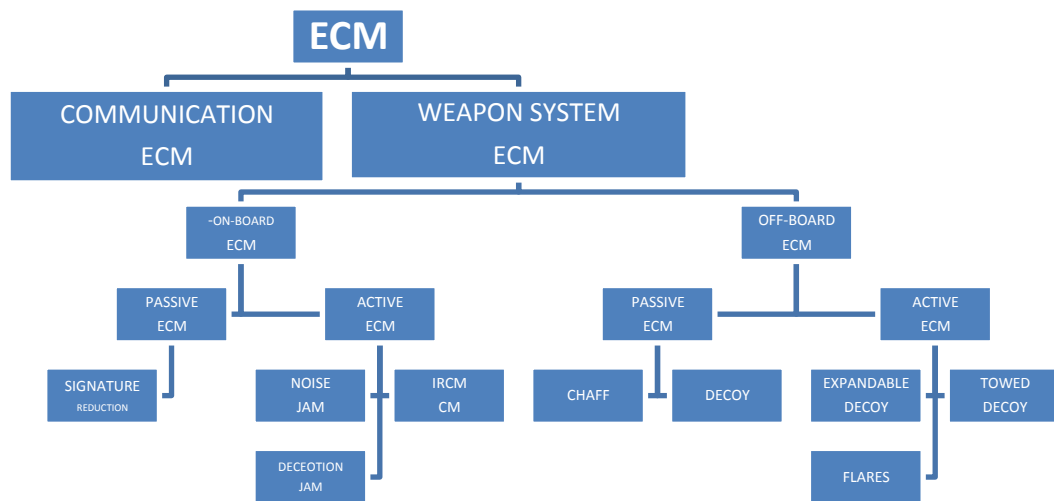 ECM
COMMUNICATION
ECM
WEAPON SYSTEM
ECM
-ON-BOARD
ECM
OFF-BOARD
ECM
PASSIVE
ECM
ACTIVE
ECM
PASSIVE
ECM
ACTIVE
ECM
SIGNATURE
REDUCTION
NOISE
JAM
IRCM
CM
CHAFF
DECOY
EXPANDABLE
DECOY
TOWED
DECOY
DECEOTION
JAM
FLARES